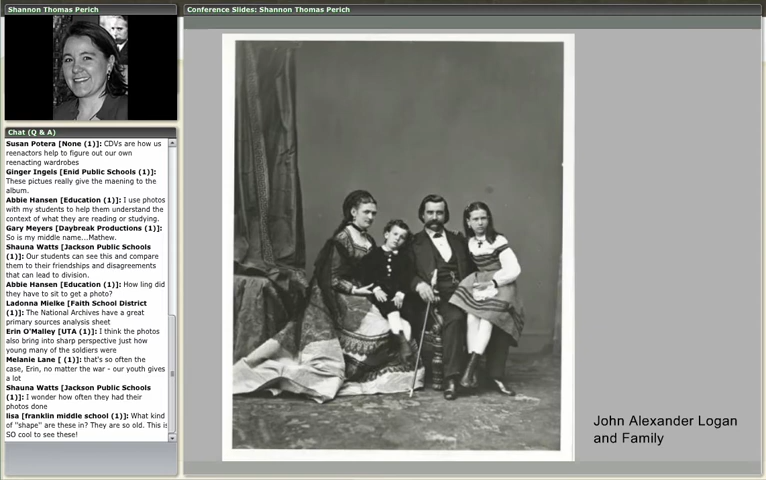 Shannon Thomas Perich
Conference Slides: Shannon Thomas Perich
Chat (Q & A)
Susan Potera [None (1)]: CDVs are how us
reenactors help to figure out our own
reenacting wardrobes
Ginger Ingels [Enid Public Schools (1)]:
These pictures really give the maening to the
album.
Abbie Hansen [Education (1)]: I use photos
with my students to help them understand the
context of what they are reading or studying.
Gary Meyers [Daybreak Productions (1)]:
So is my middle name...Mathew.
Shauna Watts [Jackson Public Schools
(1)]: Our students can see this and compare
them to their friendships and disagreements
that can lead to division.
Abbie Hansen [Education (1)]: How ling did
they have to sit to get a photo?
Ladonna Mielke [Faith School District
(1)]: The National Archives have a great
primary sources analysis sheet
Erin O'Malley [UTA (1)]: I think the photos
also bring into sharp perspective just how
young many of the soldiers were
Melanie Lane [ (1)]: that's so often the
case, Erin, no matter the war - our youth gives
a lot
Shauna Watts [Jackson Public Schools
(1)]: I wonder how often they had their
photos done
lisa [franklin middle school (1)]: What kind
of "shape" are these in? They are so old. This is
SO cool to see these!
John Alexander Logan
and Family